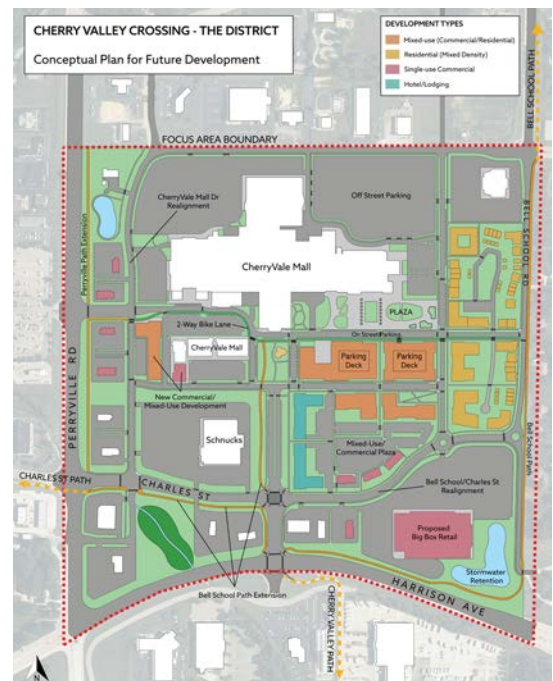 CHERRY VALLEY CROSSING - THE DISTRICT
Conceptual Plan for Future Development
DEVELOPMENT TYPES
Mixed-use (Commercial/Residential)
Residential (Mixed Density)
Single-use Commercial
Hotel/Lodging
BELL SCHOOL PATH
FOCUS AREA BOUNDARY
CherryVale Mall Dr
Realignment
Off Street Parking
Perryville Path Extension
BELL SCHOOL RD
CherryVale Mall
PLAZA
2-Way Bike Lane
On Street Parking
CherryVale Mall
Parking
Deck
Parking
Deck
PERRYVILLE RD
New Commercial/
Mixed-Use Development
Schnucks
Mixed-Use/
Commercial Plaza
Bell School Path
CHARLES ST PATH
CHARLES ST
Bell School/Charles St
Realignment
Proposed
Big Box Retail
Stormwater
Retention
Bell School Path Extension
HARRISON AVE
CHERRY VALLEY PATH
N